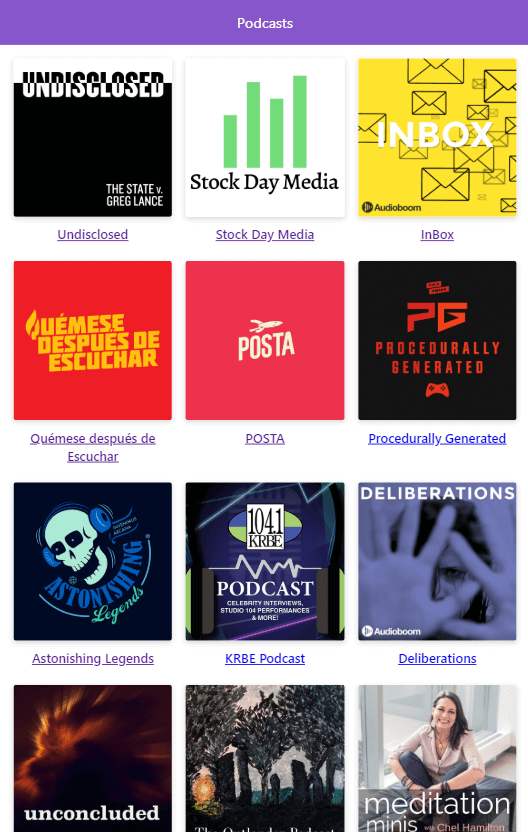 Podcasts
UNDISCLOSED
THE STATE v.
GREG LANCE
Stock Day Media
INBOX
Audioboom
Undisclosed
Stock Day Media
InBox
QUÉMESE
DESPUÉS DE
ESCUCHAR
POSTA
PG
PROCEDURALLY
GENERATED
Quémese después de
Escuchar
POSTA
Procedurally Generated
INVENIEMUS
ARCANA
ASTONISHING
Legends
104.1
KRBE
PODCAST
CELEBRITY INTERVIEWS,
STUDIO 104 PERFORMANCES
& MORE!
DELIBERATIONS
Audioboom
Astonishing Legends
KRBE Podcast
Deliberations
unconcluded
The Outlander Podcast
meditation
minis with Chel Hamilton